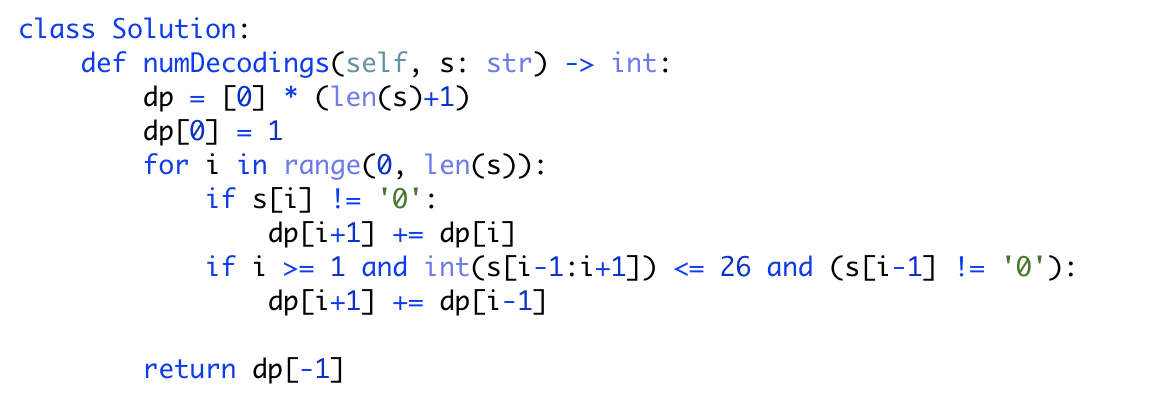 class Solution:
    def numDecodings(self, s: str) -> int:
        dp = [0] * (len(s)+1)
        dp[0] = 1
        for i in range(0, len(s)):
            if s[i] != '0':
                dp[i+1] += dp[i]
            if i >= 1 and int(s[i-1:i+1]) <= 26 and (s[i-1] != '0'):
                dp[i+1] += dp[i-1]

        return dp[-1]